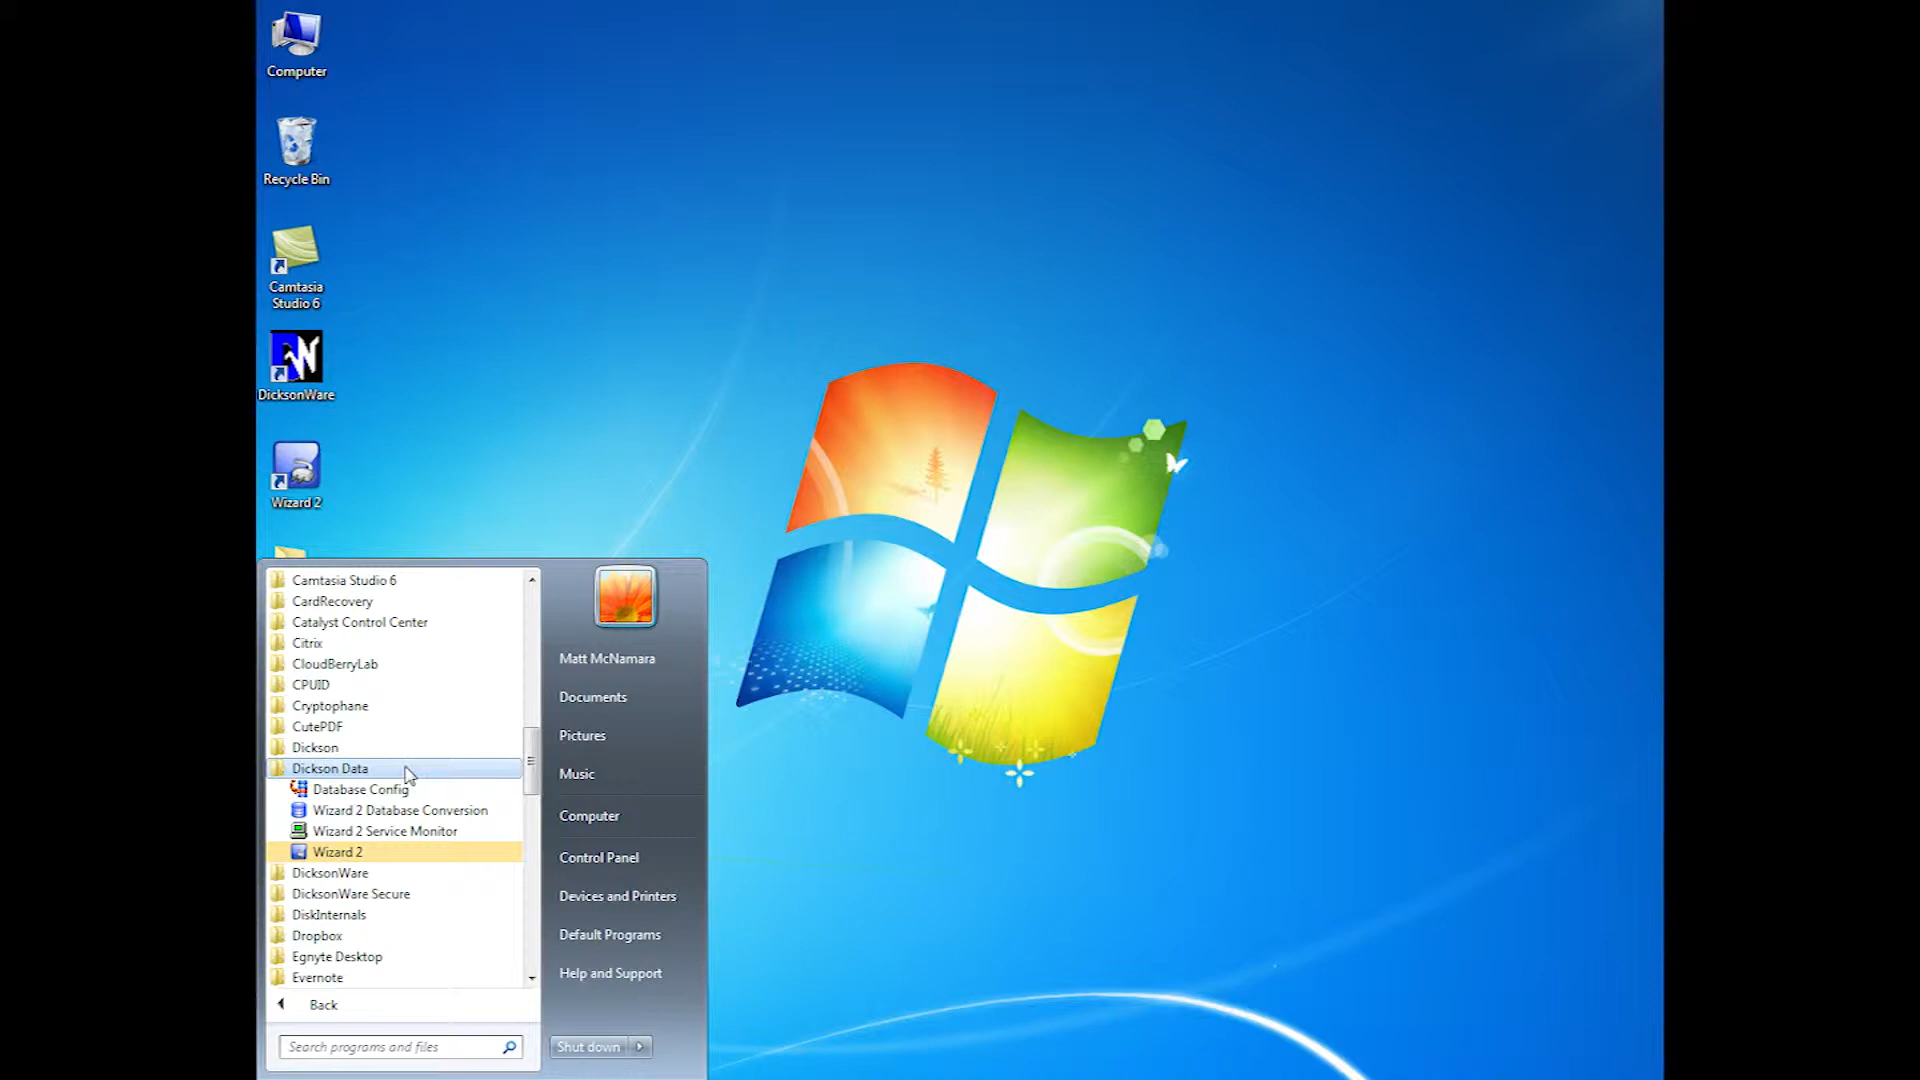 Computer
Recycle Bin
Camtasia
Studio 6
DicksonWare
Wizard 2
Camtasia Studio 6
CardRecovery
Catalyst Control Center
Citrix
CloudBerryLab
CPUID
Cryptophane
CutePDF
Dickson
Dickson Data
Database Config
Wizard 2 Database Conversion
Wizard 2 Service Monitor
Wizard 2
DicksonWare
DicksonWare Secure
DiskInternals
Dropbox
Egnyte Desktop
Evernote
Back
Search programs and files
Matt McNamara
Documents
Pictures
Music
Computer
Control Panel
Devices and Printers
Default Programs
Help and Support
Shut down